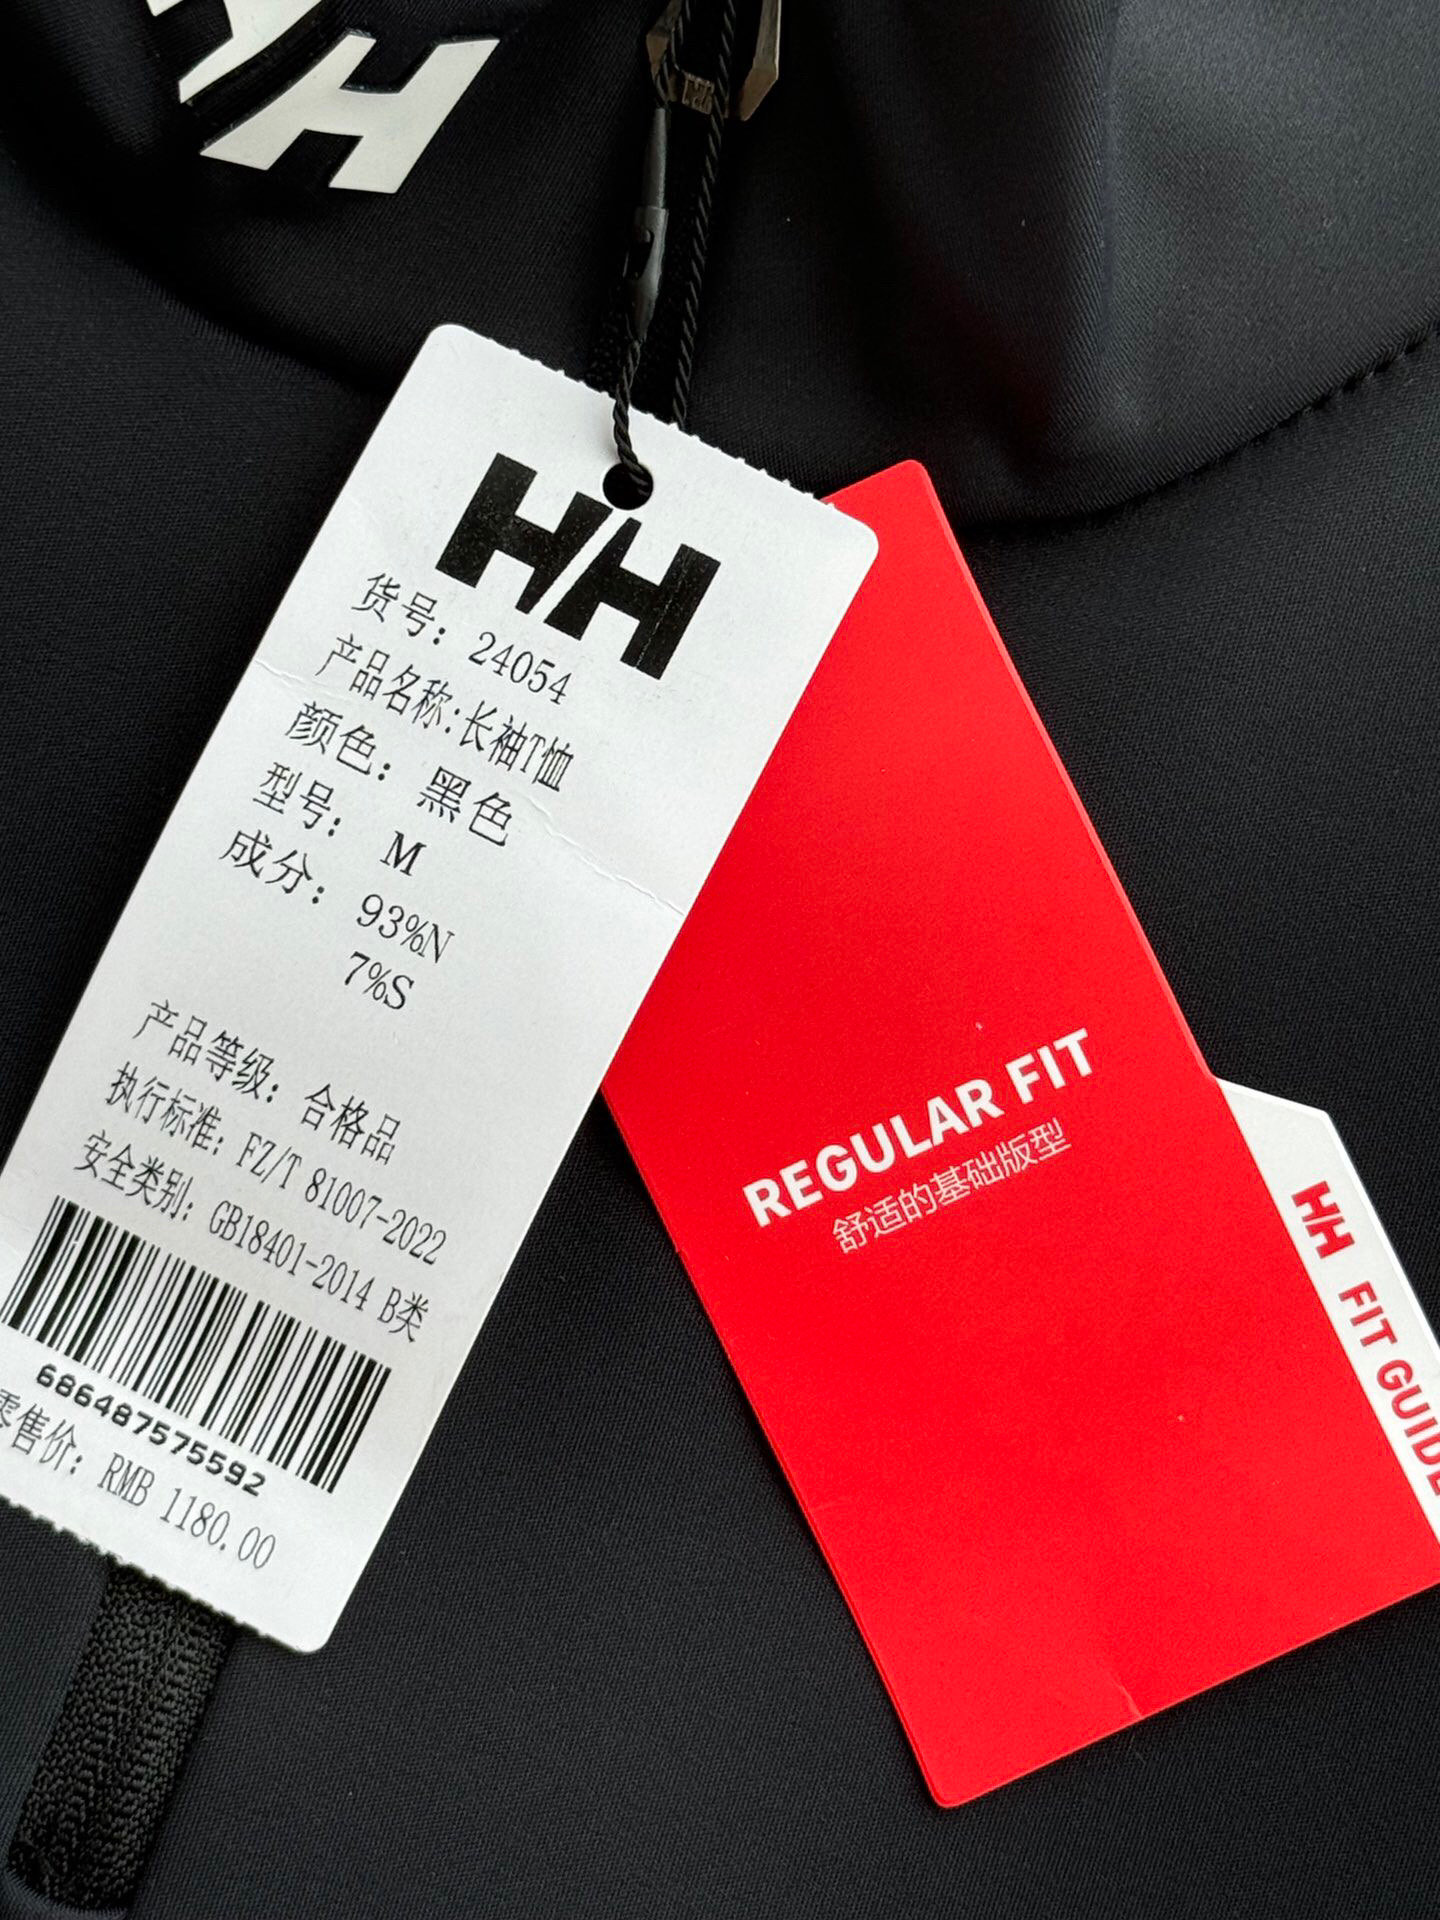 HH
HH
HH
货号: 24054
产品名称:长袖T恤
颜色: 黑色
型号: M
成分: 93%N
7%S
产品等级: 合格品
执行标准: FZ/T 81007-2022
安全类别: GB18401-2014 B类
686487575592
零售价: RMB 1180.00
REGULAR FIT
舒适的基础版型
HH FIT GUIDE